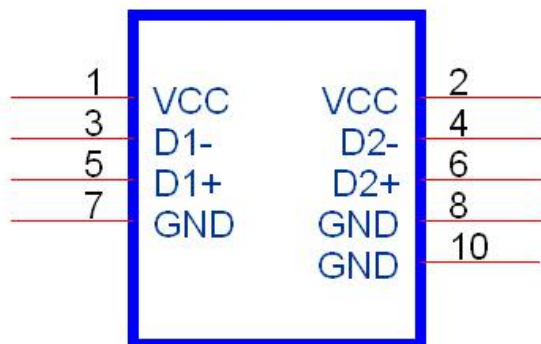 1 VCC VCC 2
3 D1- D2- 4
5 D1+ D2+ 6
7 GND GND 8
GND 10